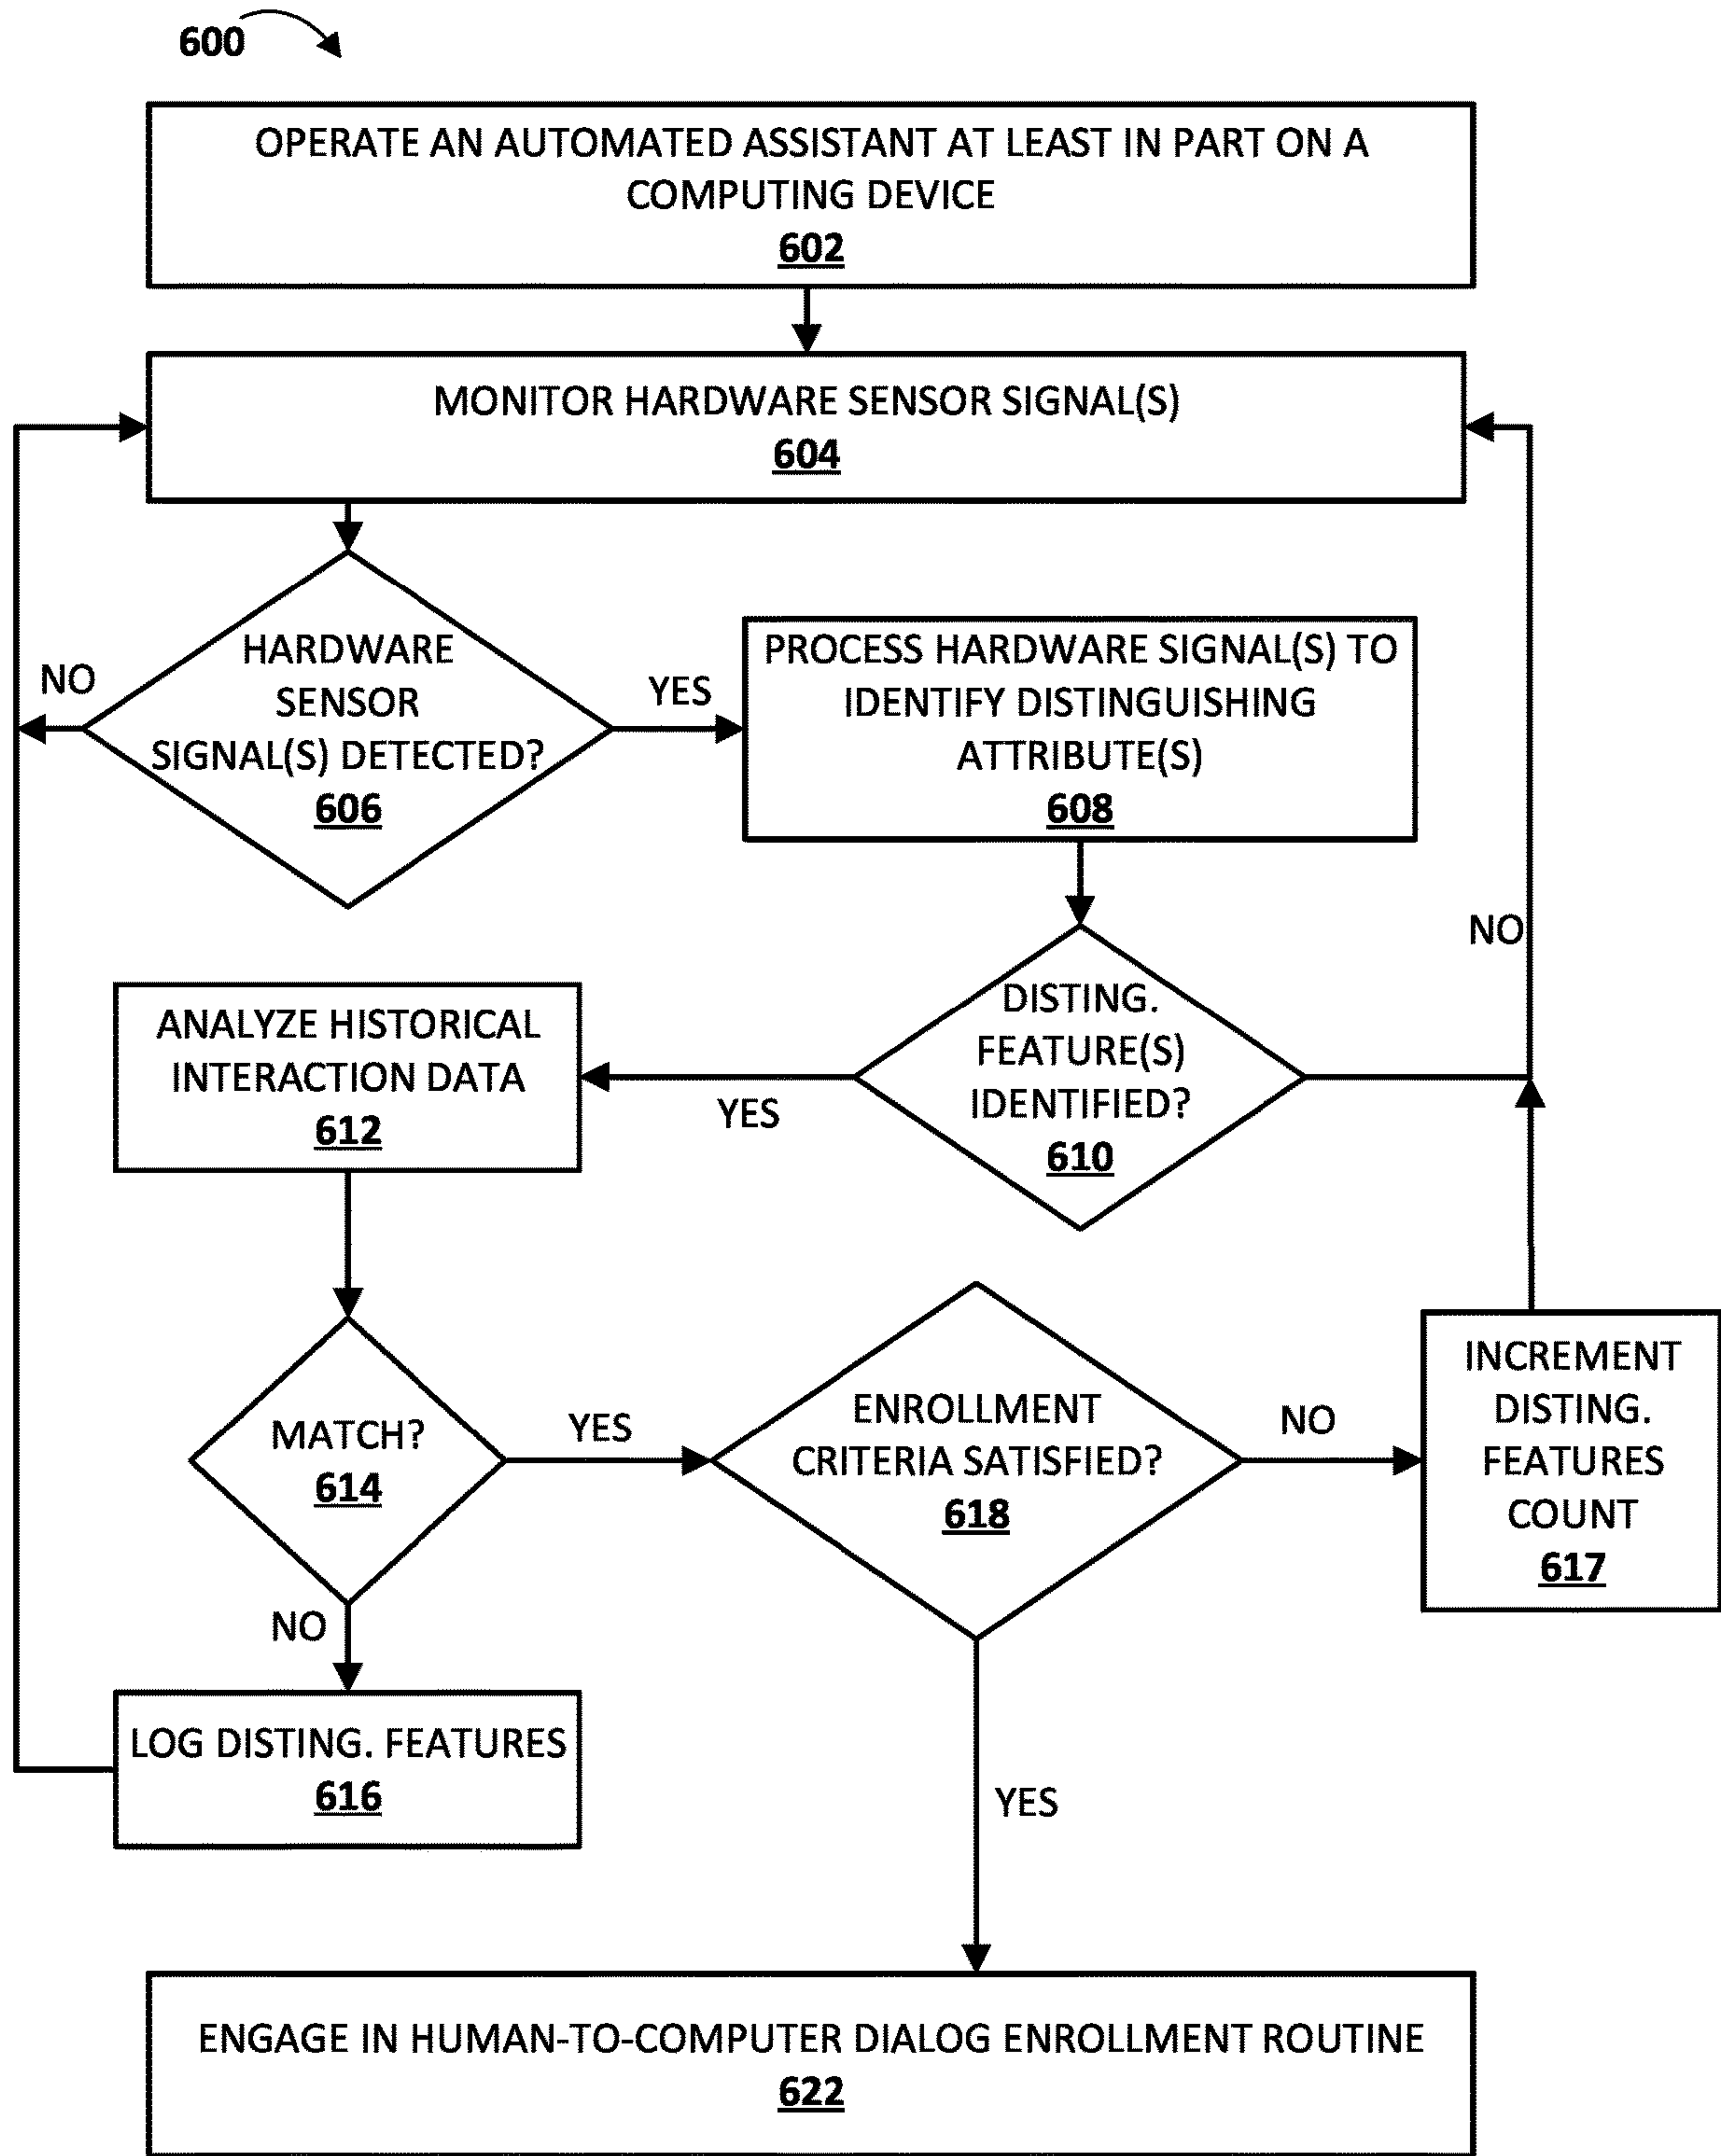 600
OPERATE AN AUTOMATED ASSISTANT AT LEAST IN PART ON A
COMPUTING DEVICE
602
MONITOR HARDWARE SENSOR SIGNAL(S)
604
HARDWARE
SENSOR
SIGNAL(S) DETECTED?
606
NO
YES
PROCESS HARDWARE SIGNAL(S) TO
IDENTIFY DISTINGUISHING
ATTRIBUTE(S)
608
DISTING.
FEATURE(S)
IDENTIFIED?
610
NO
YES
ANALYZE HISTORICAL
INTERACTION DATA
612
MATCH?
614
YES
NO
LOG DISTING. FEATURES
616
ENROLLMENT
CRITERIA SATISFIED?
618
NO
INCREMENT
DISTING.
FEATURES
COUNT
617
YES
ENGAGE IN HUMAN-TO-COMPUTER DIALOG ENROLLMENT ROUTINE
622